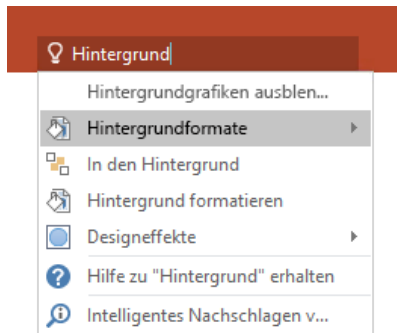 Hintergrund
Hintergrundgrafiken ausblen...
Hintergrundformate
In den Hintergrund
Hintergrund formatieren
Designeffekte
Hilfe zu "Hintergrund" erhalten
Intelligentes Nachschlagen v...